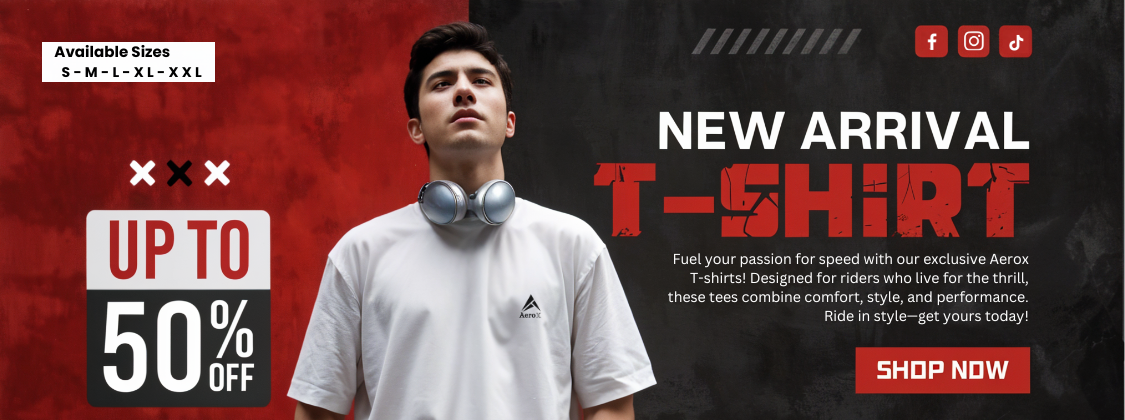 Available Sizes
S - M - L - XL - XXL
UP TO
50%
OFF
AeroX
NEW ARRIVAL
T-SHiRT
Fuel your passion for speed with our exclusive Aerox
T-shirts! Designed for riders who live for the thrill,
these tees combine comfort, style, and performance.
Ride in style—get yours today!
SHOP NOW